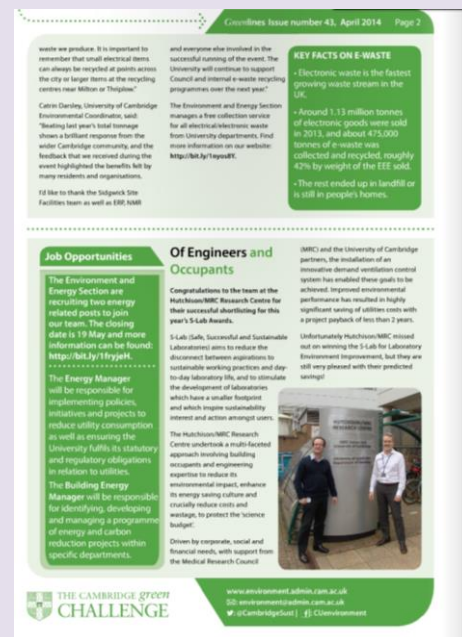 Greenlines Issue number 43, April 2014 Page 2
waste we produce. It is important to
remember that small electrical items
can always be recycled at points across
the city or larger items at the recycling
centres near Milton or Thriplow."
Catrin Darsley, University of Cambridge
Environmental Coordinator, said:
"Beating last year's total tonnage
shows a brilliant response from the
wider Cambridge community, and the
feedback that we received during the
event highlighted the benefits felt by
many residents and organisations.
I'd like to thank the Sidgwick Site
Facilities team as well as ERP, NMR
and everyone else involved in the
successful running of the event. The
University will continue to support
Council and internal e-waste recycling
programmes over the next year."
The Environment and Energy Section
manages a free collection service
for all electrical/electronic waste
from University departments. Find
more information on our website:
http://bit.ly/1nyos8Y.
KEY FACTS ON E-WASTE
• Electronic waste is the fastest
growing waste stream in the
UK.
• Around 1.13 million tonnes
of electronic goods were sold
in 2013, and about 475,000
tonnes of e-waste was
collected and recycled, roughly
42% by weight of the EEE sold.
• The rest ended up in landfill or
is still in people's homes.
Job Opportunities
The Environment and
Energy Section are
recruiting two energy
related posts to join
our team. The closing
date is 19 May and more
information can be found:
http://bit.ly/1fryjeH.
The Energy Manager
will be responsible for
implementing policies,
initiatives and projects to
reduce utility consumption
as well as ensuring the
University fulfils its statutory
and regulatory obligations
in relation to utilities.
The Building Energy
Manager will be responsible
for identifying, developing
and managing a programme
of energy and carbon
reduction projects within
specific departments.
Of Engineers and
Occupants
Congratulations to the team at the
Hutchison/MRC Research Centre for
their successful shortlisting for this
year's S-Lab Awards.
S-Lab (Safe, Successful and Sustainable
Laboratories) aims to reduce the
disconnect between aspirations to
sustainable working practices and day-
to-day laboratory life, and to stimulate
the development of laboratories
which have a smaller footprint
and which inspire sustainability
interest and action amongst users.
The Hutchison/MRC Research
Centre undertook a multi-faceted
approach involving building
occupants and engineering
expertise to reduce its
environmental impact, enhance
its energy saving culture and
crucially reduce costs and
wastage, to protect the 'science
budget'.
Driven by corporate, social and
financial needs, with support from
the Medical Research Council
(MRC) and the University of Cambridge
partners, the installation of an
innovative demand ventilation control
system has enabled these goals to be
achieved. Improved environmental
performance has resulted in highly
significant saving of utilities costs with
a project payback of less than 2 years.
Unfortunately Hutchison/MRC missed
out on winning the S-Lab for Laboratory
Environment Improvement, but they are
still very pleased with their predicted
savings!
HUTCHISON/MRC
RESEARCH CENTRE
THE CAMBRIDGE green
CHALLENGE
www.environment.admin.cam.ac.uk
environment@admin.cam.ac.uk
@CambridgeSust | CUenvironment